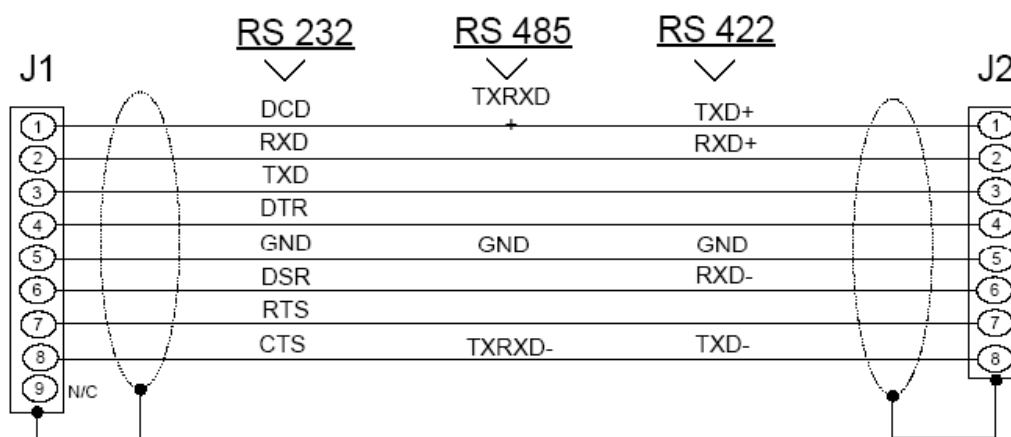 RS 232 RS 485 RS 422
J1 J2
DCD TXRXD + TXD+
1 1
RXD RXD+
2 2
TXD
3 3
DTR
4 4
GND GND GND
5 5
DSR RXD-
6 6
RTS
7 7
CTS TXRXD- TXD-
8 8
9 N/C